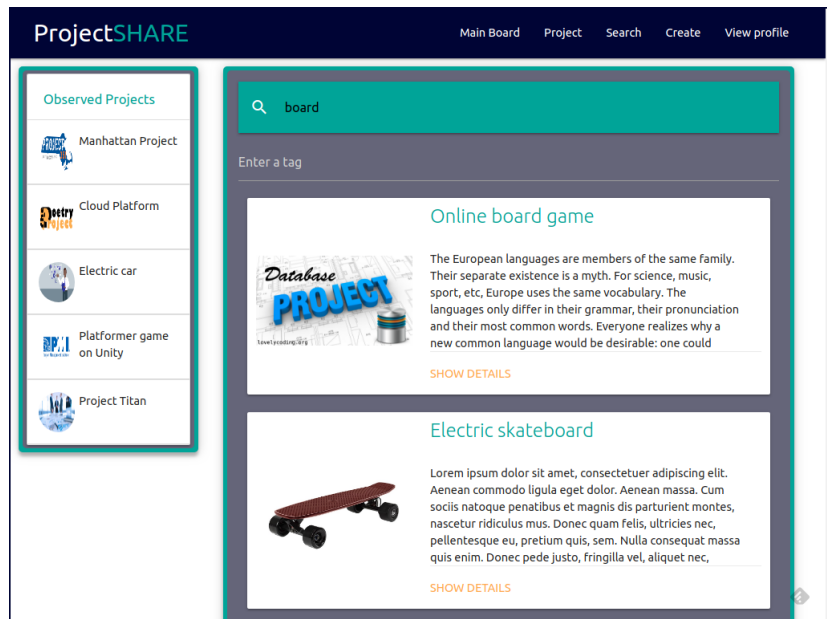 ProjectSHARE
Main Board Project Search Create View profile
Observed Projects
Manhattan Project
Cloud Platform
Electric car
Platformer game
on Unity
Project Titan
board
Enter a tag
Database
PROJECT
lovelycoding.org
Online board game
The European languages are members of the same family.
Their separate existence is a myth. For science, music,
sport, etc, Europe uses the same vocabulary. The
languages only differ in their grammar, their pronunciation
and their most common words. Everyone realizes why a
new common language would be desirable: one could
SHOW DETAILS
Electric skateboard
Lorem ipsum dolor sit amet, consectetuer adipiscing elit.
Aenean commodo ligula eget dolor. Aenean massa. Cum
sociis natoque penatibus et magnis dis parturient montes,
nascetur ridiculus mus. Donec quam felis, ultricies nec,
pellentesque eu, pretium quis, sem. Nulla consequat massa
quis enim. Donec pede justo, fringilla vel, aliquet nec,
SHOW DETAILS